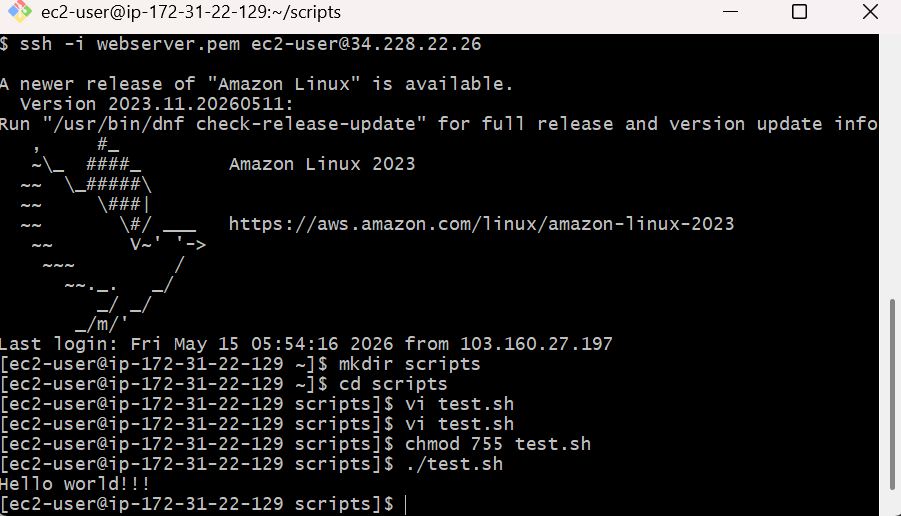 ec2-user@ip-172-31-22-129:~/scripts
$ ssh -i webserver.pem ec2-user@34.228.22.26
A newer release of "Amazon Linux" is available.
  Version 2023.11.20260511:
Run "/usr/bin/dnf check-release-update" for full release and version update info
   ,     #_
   ~\_  ####_        Amazon Linux 2023
  ~~  \_#####\
  ~~     \###|
  ~~       \#/ ___   https://aws.amazon.com/linux/amazon-linux-2023
   ~~       V~' '->
    ~~~         /
      ~~._.   _/
         _/ _/
       _/m/'
Last login: Fri May 15 05:54:16 2026 from 103.160.27.197
[ec2-user@ip-172-31-22-129 ~]$ mkdir scripts
[ec2-user@ip-172-31-22-129 ~]$ cd scripts
[ec2-user@ip-172-31-22-129 scripts]$ vi test.sh
[ec2-user@ip-172-31-22-129 scripts]$ vi test.sh
[ec2-user@ip-172-31-22-129 scripts]$ chmod 755 test.sh
[ec2-user@ip-172-31-22-129 scripts]$ ./test.sh
Hello world!!!
[ec2-user@ip-172-31-22-129 scripts]$